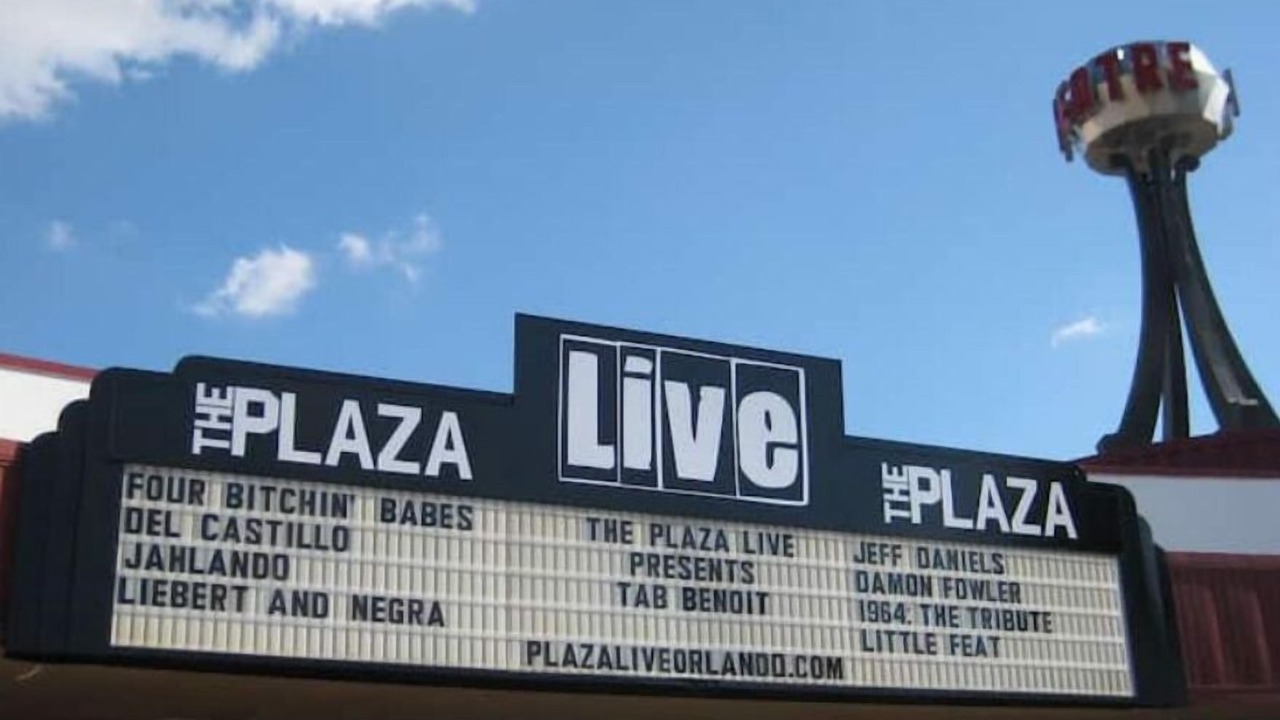 THE PLAZA
Live
THE PLAZA
FOUR BITCHIN' BABES
DEL CASTILLO
JAHLANDO
LIEBERT AND NEGRA
THE PLAZA LIVE
PRESENTS
TAB BENOIT
PLAZALIVEORLANDO.COM
JEFF DANIELS
DAMON FOWLER
1964: THE TRIBUTE
LITTLE FEAT